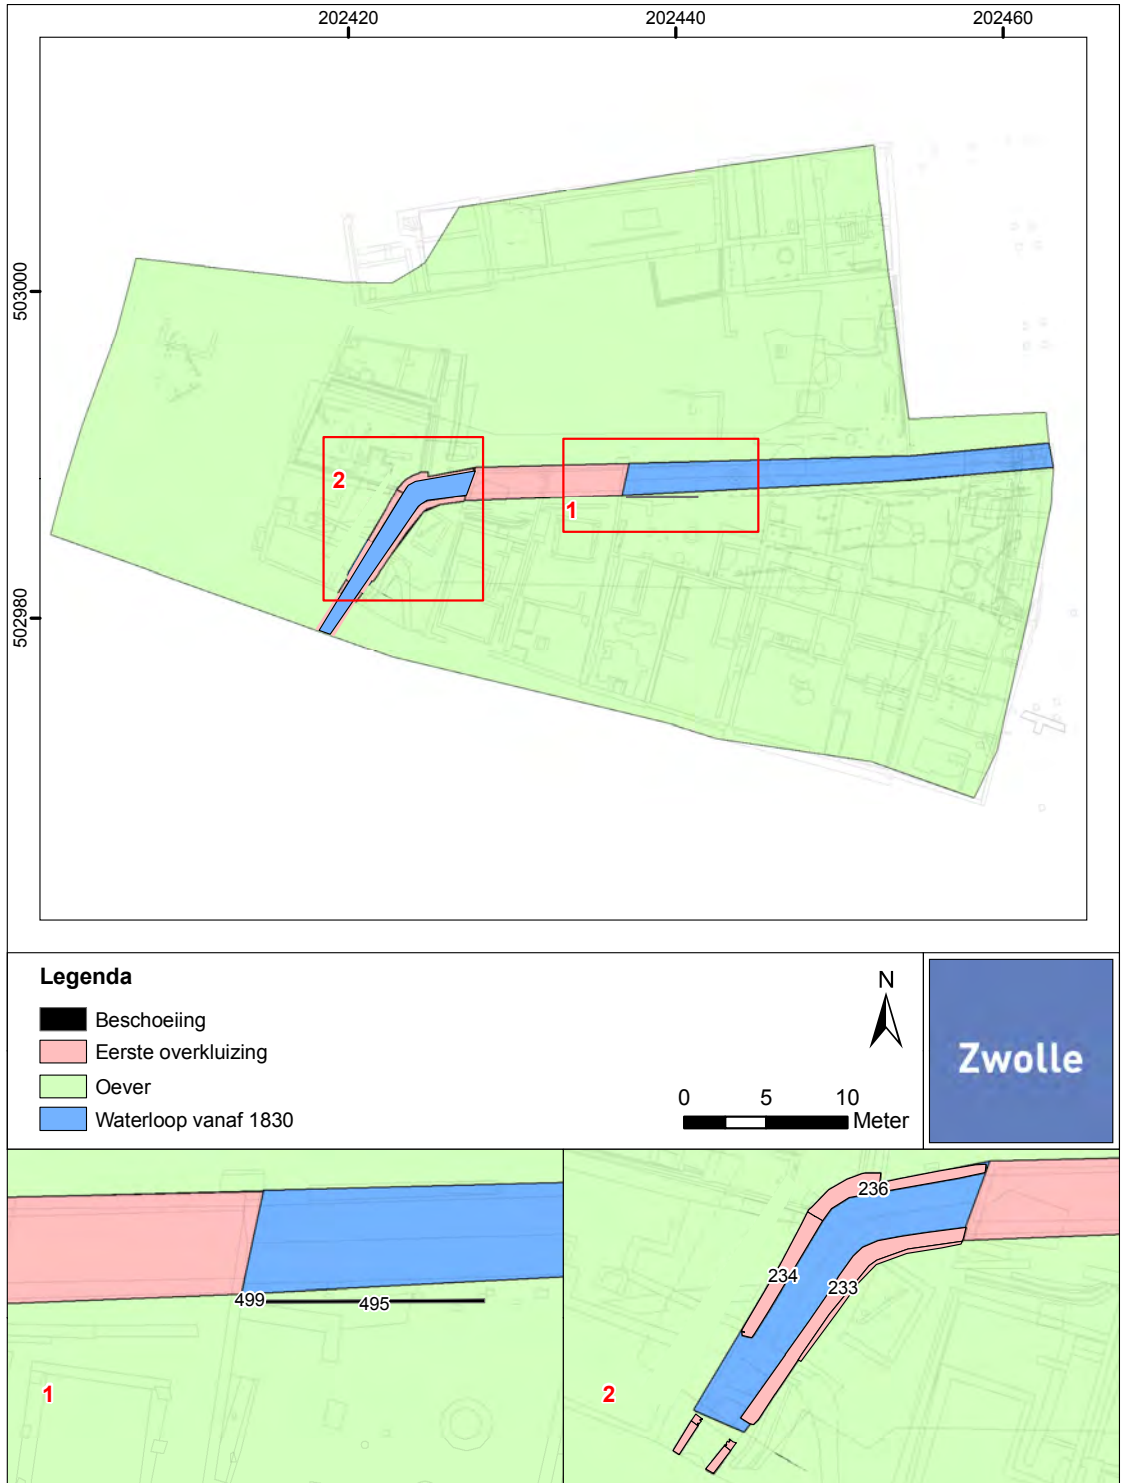 202420
202440
202460
503000
502980
2
1
Legenda
Beschoeiing
Eerste overkluizing
Oever
Waterloop vanaf 1830
N
0 5 10
Meter
Zwolle
499
495
1
236
234
233
2